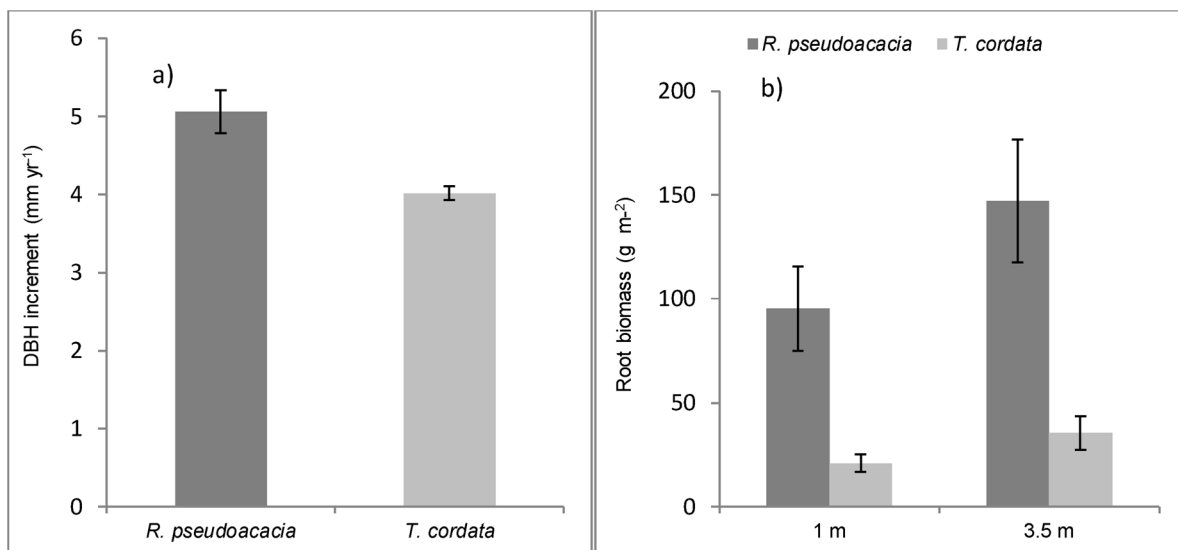 a)
DBH increment (mm yr⁻¹)
6
5
4
3
2
1
0
R. pseudoacacia
T. cordata
R. pseudoacacia
T. cordata
b)
Root biomass (g m-²)
200
150
100
50
0
1 m
3.5 m